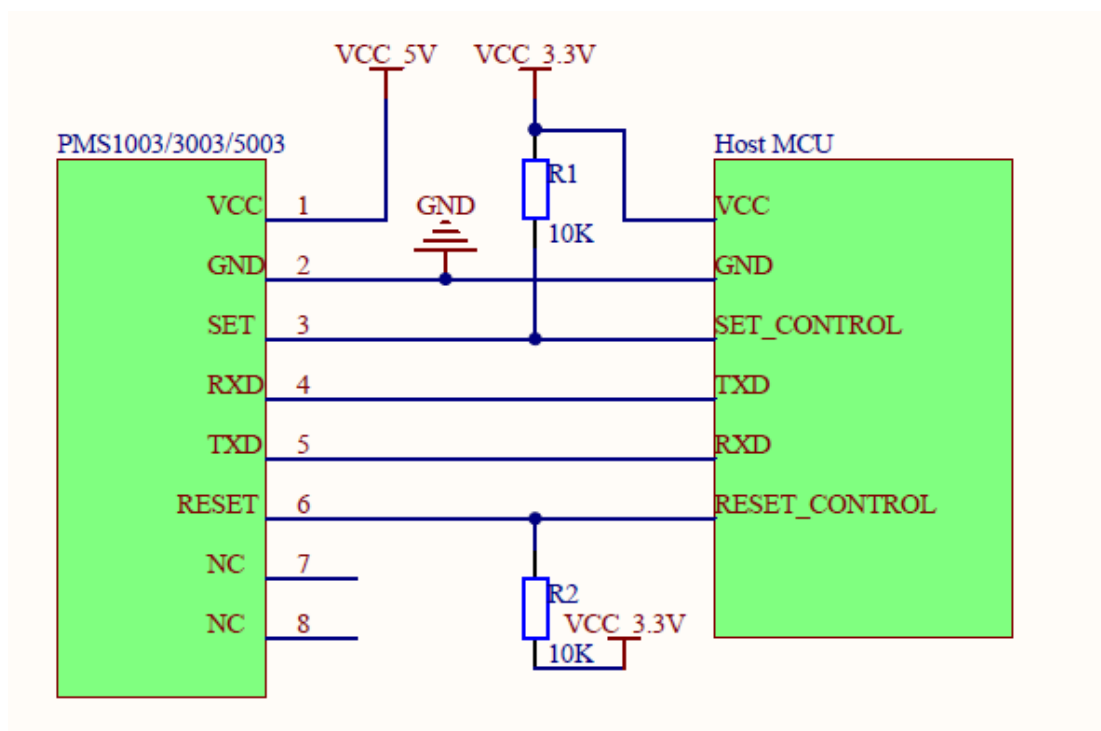 VCC_5V
VCC_3.3V
PMS1003/3003/5003
Host MCU
R1
10K
GND
VCC 1
GND 2
SET 3
RXD 4
TXD 5
RESET 6
NC 7
NC 8
VCC
GND
SET_CONTROL
TXD
RXD
RESET_CONTROL
R2
VCC_3.3V
10K